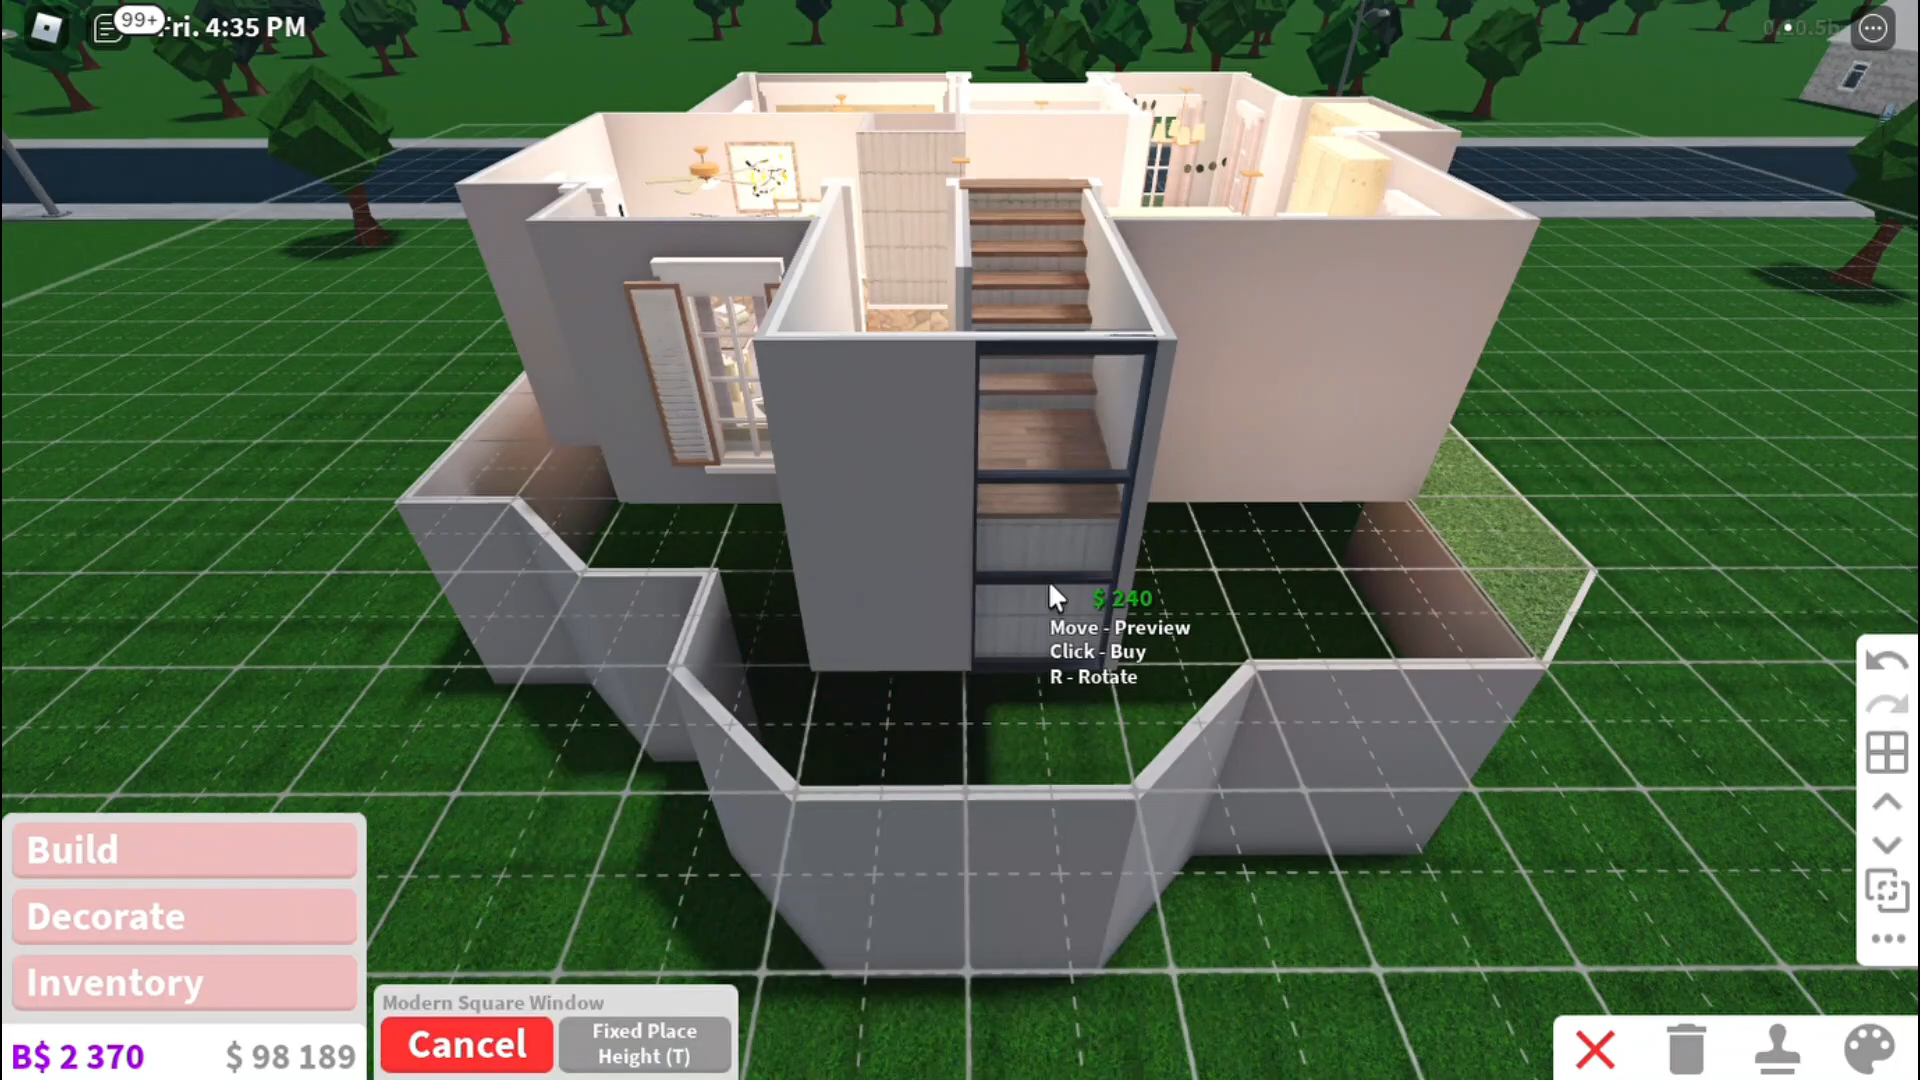 99+
Fri. 4:35 PM
$ 240
Move - Preview
Click - Buy
R - Rotate
Build
Decorate
Inventory
B$ 2 370
$ 98 189
Modern Square Window
Cancel
Fixed Place
Height (T)